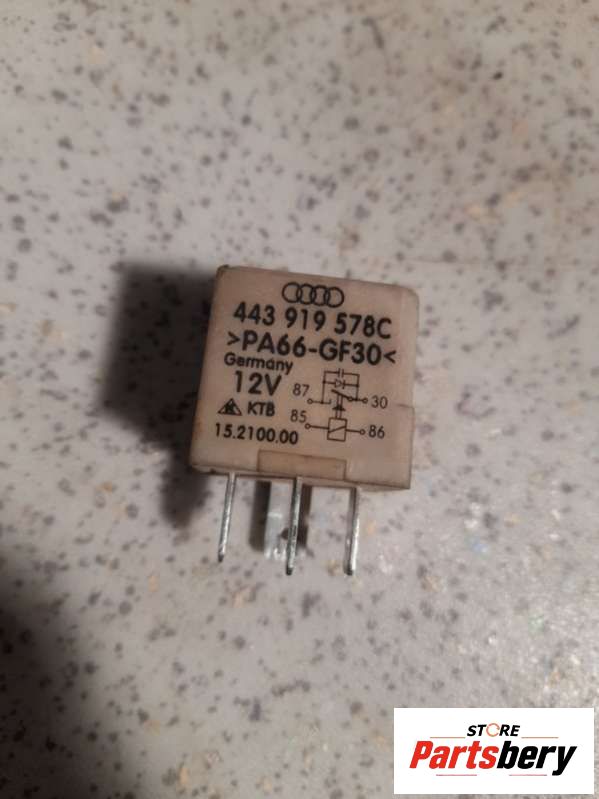 443 919 578C
>PA66-GF30<
Germany
12V
87
30
KTB
85
86
15.2100.00
STORE
Partsbery